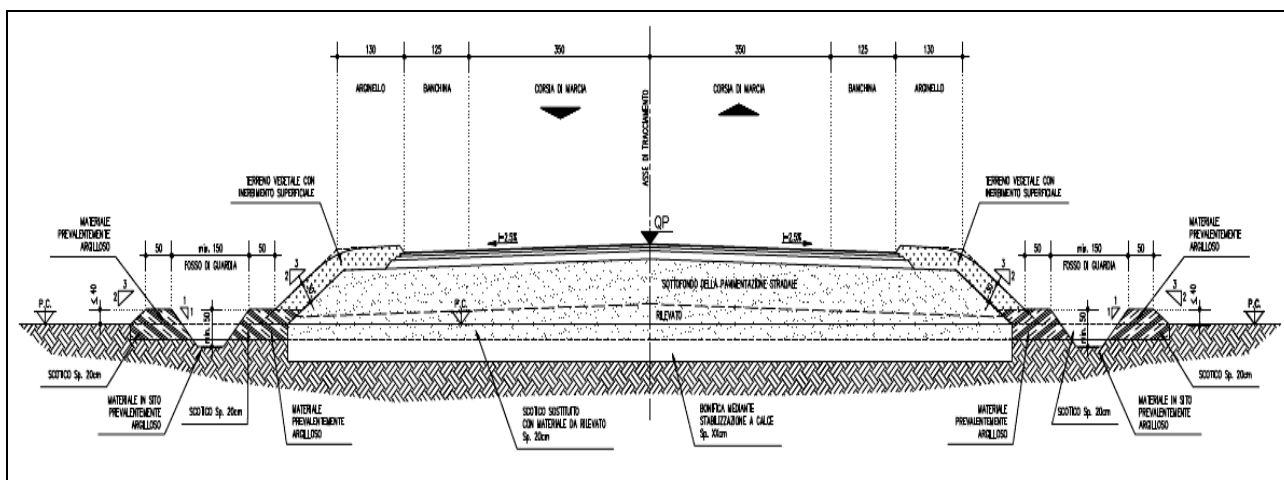 130 125 350 350 125 130
ARGINELLO
BANCHINA
CORSIA DI MARCIA
ASSE DI TRACCIAMENTO
CORSIA DI MARCIA
BANCHINA
ARGINELLO
TERRENO VEGETALE CON
INERBIMENTO SUPERFICIALE
TERRENO VEGETALE CON
INERBIMENTO SUPERFICIALE
MATERIALE
PREVALENTEMENTE
ARGILLOSO
MATERIALE
PREVALENTEMENTE
ARGILLOSO
QP
i=2.5%
i=2.5%
50 min. 150 50
FOSSO DI GUARDIA
50 min. 150 50
FOSSO DI GUARDIA
3
2
3
2
3
2
3
2
1
1
1
1
≤ 40
≤ 40
min. 50
min. 50
50
50
SOTTOFONDO DELLA PAVIMENTAZIONE STRADALE
RILEVATO
P.C.
P.C.
P.C.
SCOTICO Sp. 20cm
MATERIALE IN SITO
PREVALENTEMENTE
ARGILLOSO
SCOTICO Sp. 20cm
MATERIALE
PREVALENTEMENTE
ARGILLOSO
SCOTICO SOSTITUITO
CON MATERIALE DA RILEVATO
Sp. 20cm
BONIFICA MEDIANTE
STABILIZZAZIONE A CALCE
Sp. XXcm
MATERIALE
PREVALENTEMENTE
ARGILLOSO
SCOTICO Sp. 20cm
MATERIALE IN SITO
PREVALENTEMENTE
ARGILLOSO
SCOTICO Sp. 20cm